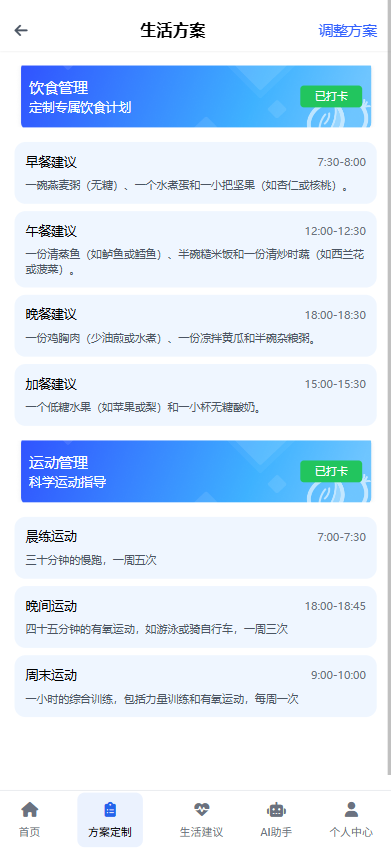 生活方案
调整方案
饮食管理
定制专属饮食计划
已打卡
早餐建议
7:30-8:00
一碗燕麦粥（无糖）、一个水煮蛋和一小把坚果（如杏仁或核桃）。
午餐建议
12:00-12:30
一份清蒸鱼（如鲈鱼或鳕鱼）、半碗糙米饭和一份清炒时蔬（如西兰花
或菠菜）。
晚餐建议
18:00-18:30
一份鸡胸肉（少油煎或水煮）、一份凉拌黄瓜和半碗杂粮粥。
加餐建议
15:00-15:30
一个低糖水果（如苹果或梨）和一小杯无糖酸奶。
运动管理
科学运动指导
已打卡
晨练运动
7:00-7:30
三十分钟的慢跑，一周五次
晚间运动
18:00-18:45
四十五分钟的有氧运动，如游泳或骑自行车，一周三次
周末运动
9:00-10:00
一小时的综合训练，包括力量训练和有氧运动，每周一次
首页
方案定制
生活建议
AI助手
个人中心